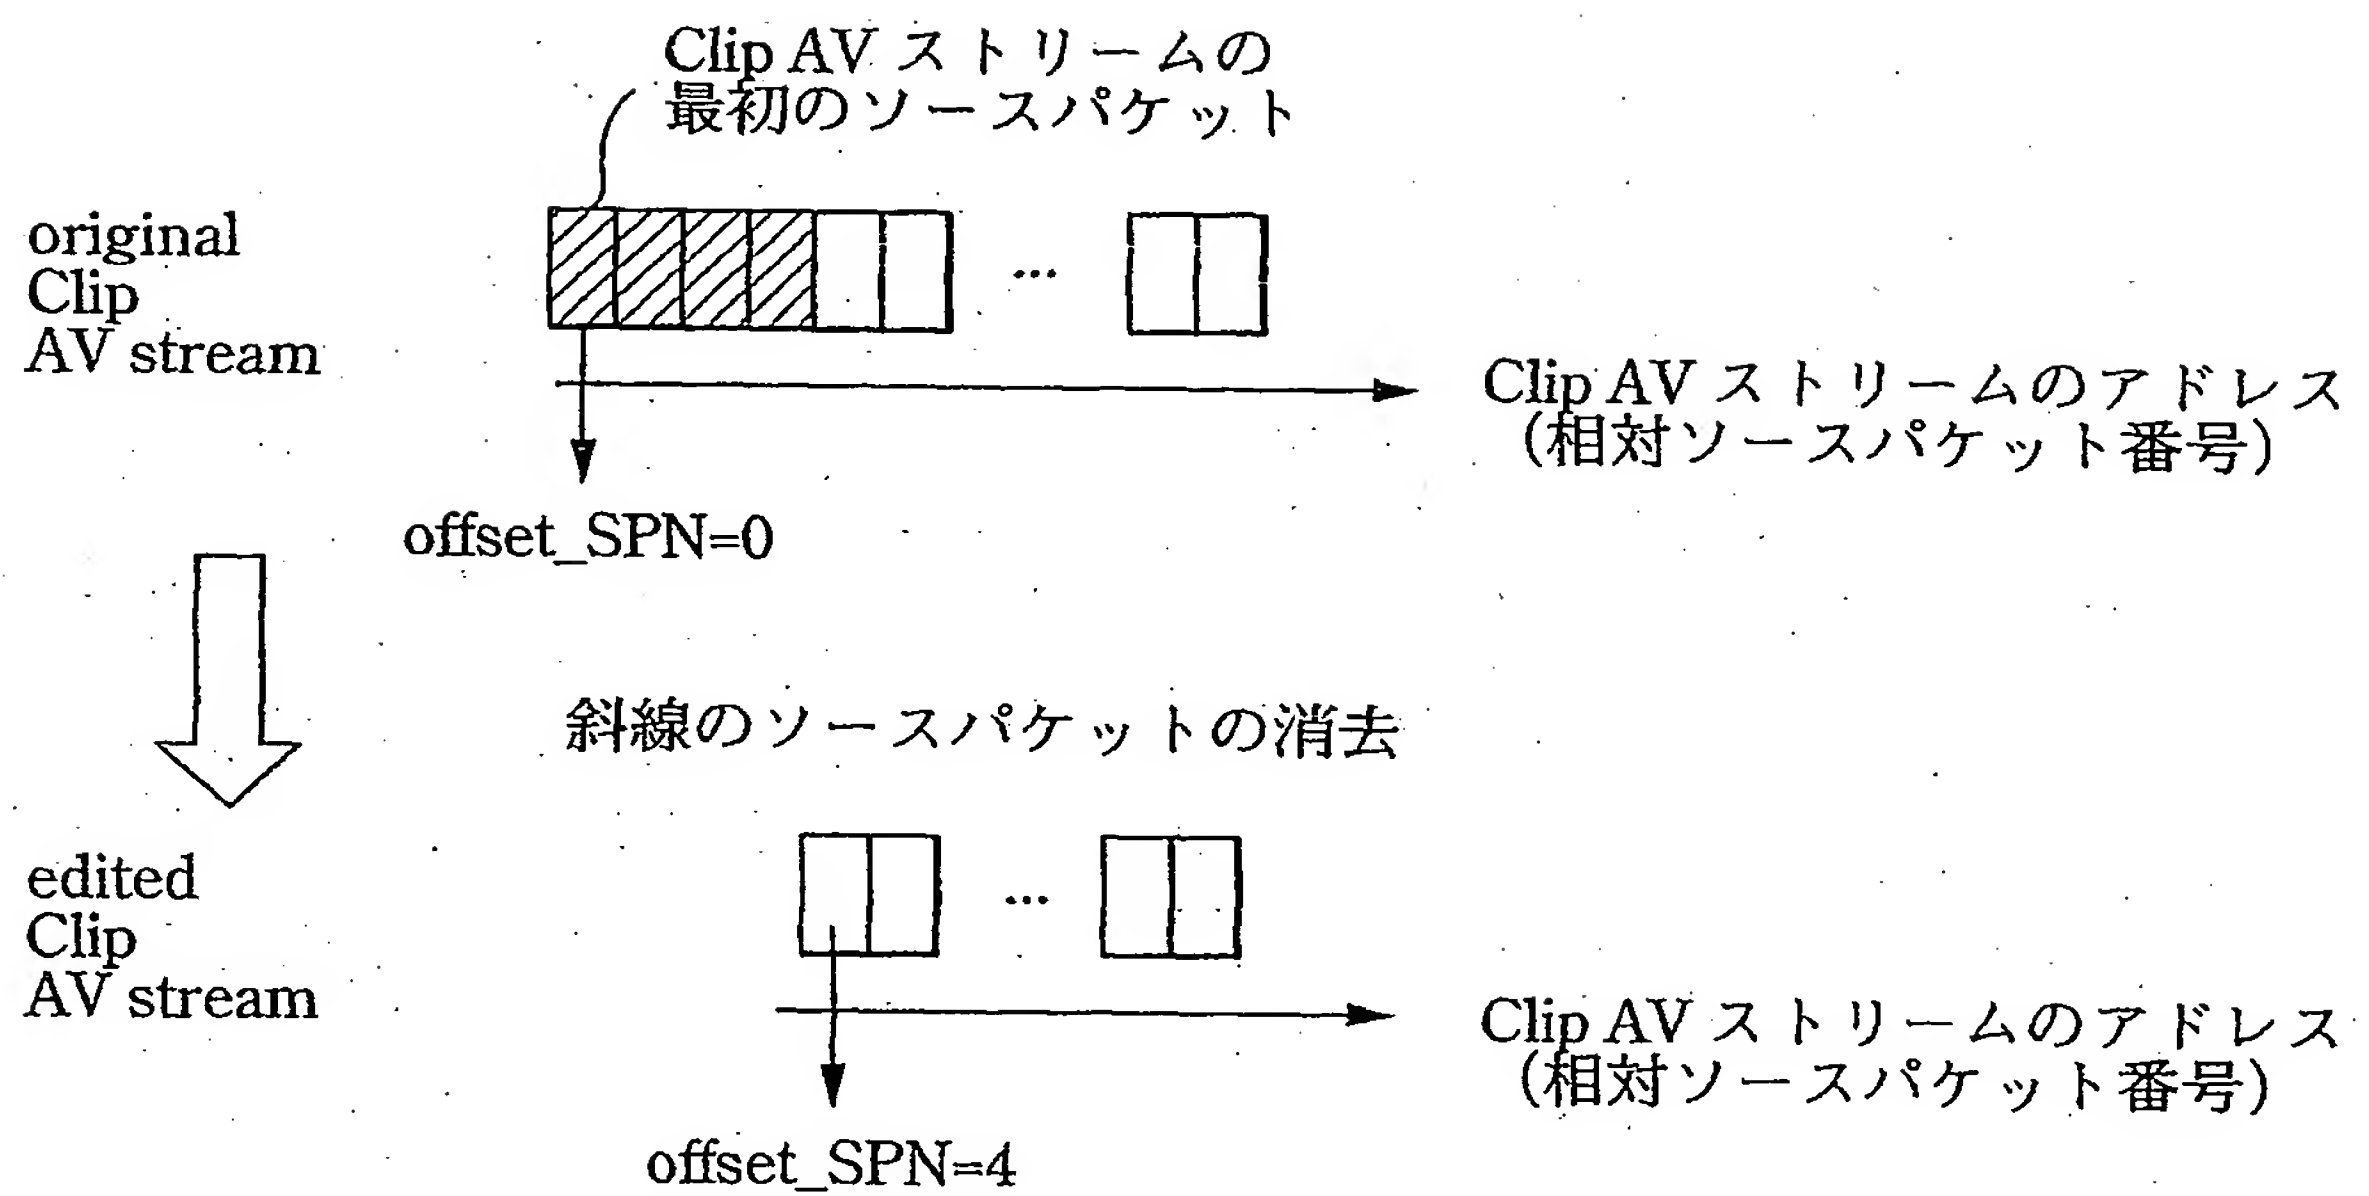 Clip AV ストリームの
最初のソースパケット
original
Clip
AV stream
...
Clip AV ストリームのアドレス
(相対ソースパケット番号)
offset_SPN=0
斜線のソースパケットの消去
edited
Clip
AV stream
...
Clip AV ストリームのアドレス
(相対ソースパケット番号)
offset_SPN=4